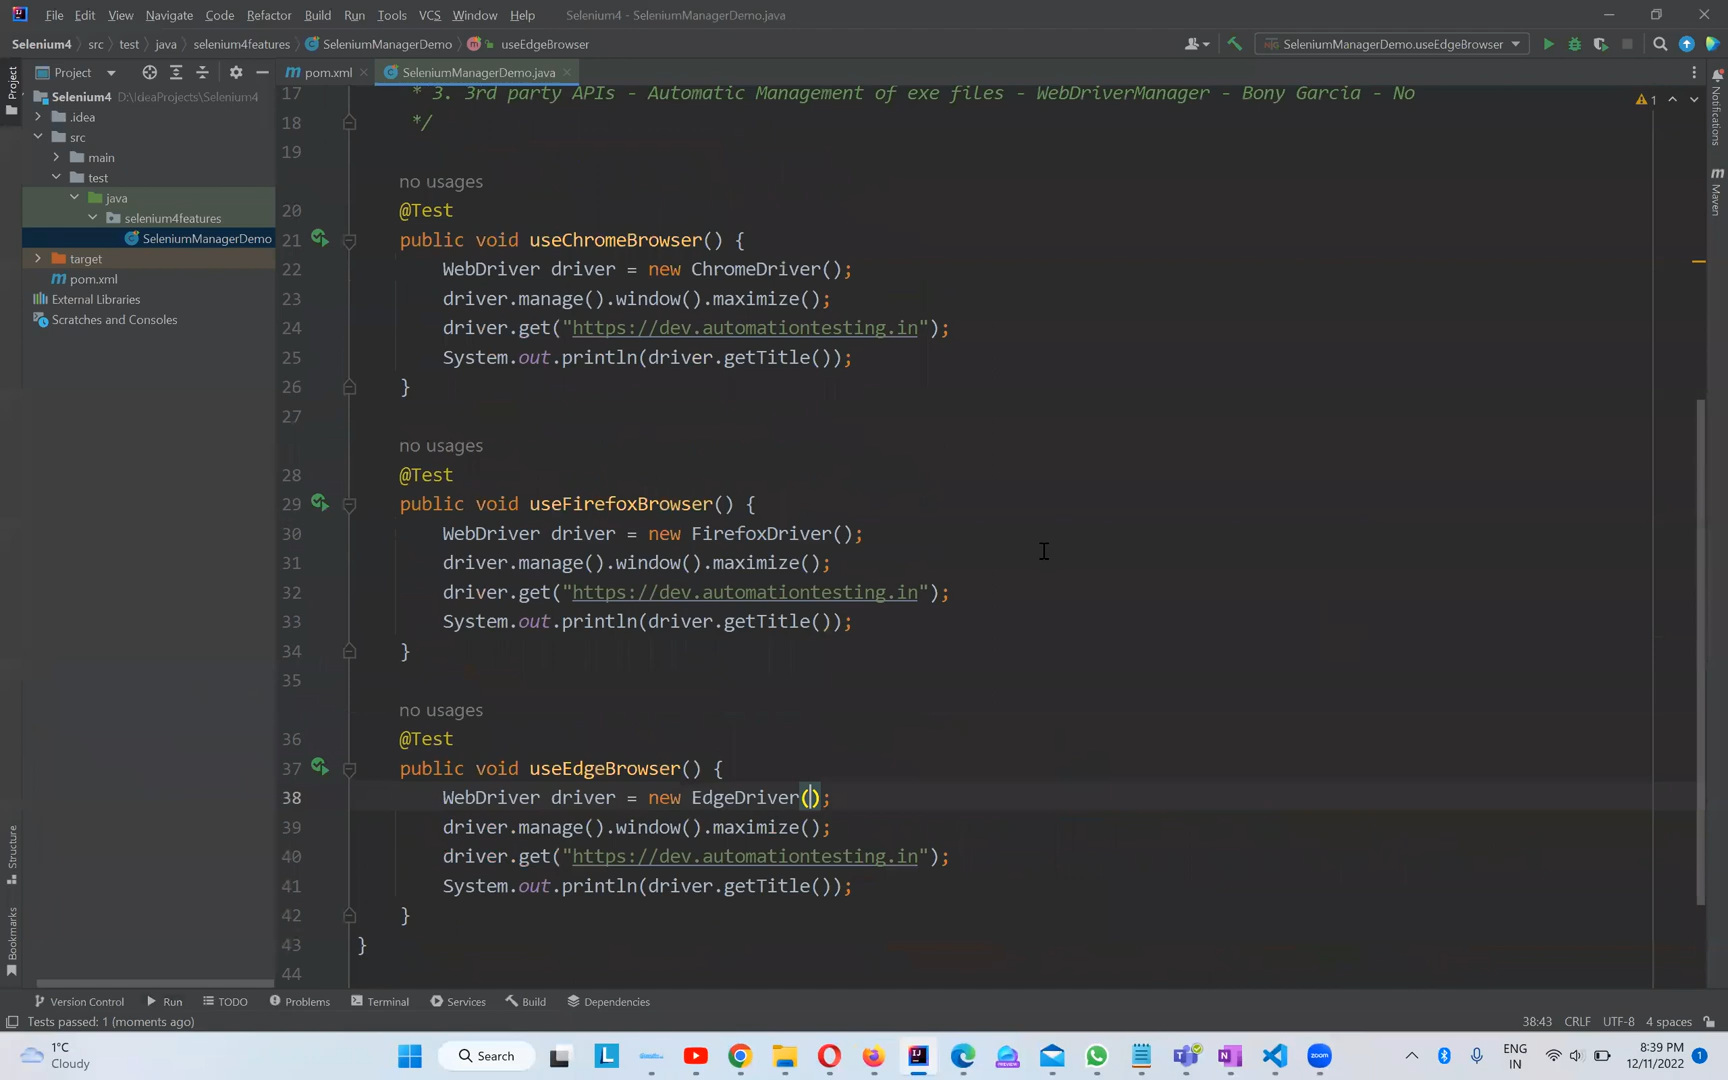 File Edit View Navigate Code Refactor Build Run Tools VCS Window Help Selenium4 - SeleniumManagerDemo.java
Selenium4 src test java selenium4features SeleniumManagerDemo useEdgeBrowser SeleniumManagerDemo.useEdgeBrowser
Project Project pom.xml SeleniumManagerDemo.java
Selenium4 D:\IdeaProjects\Selenium4
.idea
src
main
test
java
selenium4features
SeleniumManagerDemo
target
pom.xml
External Libraries
Scratches and Consoles
17 * 3. 3rd party APIs - Automatic Management of exe files - WebDriverManager - Bony Garcia - No
18 */
19
no usages
20 @Test
21 public void useChromeBrowser() {
22 WebDriver driver = new ChromeDriver();
23 driver.manage().window().maximize();
24 driver.get("https://dev.automationtesting.in");
25 System.out.println(driver.getTitle());
26 }
27
no usages
28 @Test
29 public void useFirefoxBrowser() {
30 WebDriver driver = new FirefoxDriver();
31 driver.manage().window().maximize();
32 driver.get("https://dev.automationtesting.in");
33 System.out.println(driver.getTitle());
34 }
35
no usages
36 @Test
37 public void useEdgeBrowser() {
38 WebDriver driver = new EdgeDriver();
39 driver.manage().window().maximize();
40 driver.get("https://dev.automationtesting.in");
41 System.out.println(driver.getTitle());
42 }
43 }
44
1
Notifications
Maven
Structure
Bookmarks
Version Control Run TODO Problems Terminal Services Build Dependencies
Tests passed: 1 (moments ago) 38:43 CRLF UTF-8 4 spaces
1°C
Cloudy
Search
L
PREVIEW
zoom
ENG
IN
8:39 PM
12/11/2022
1